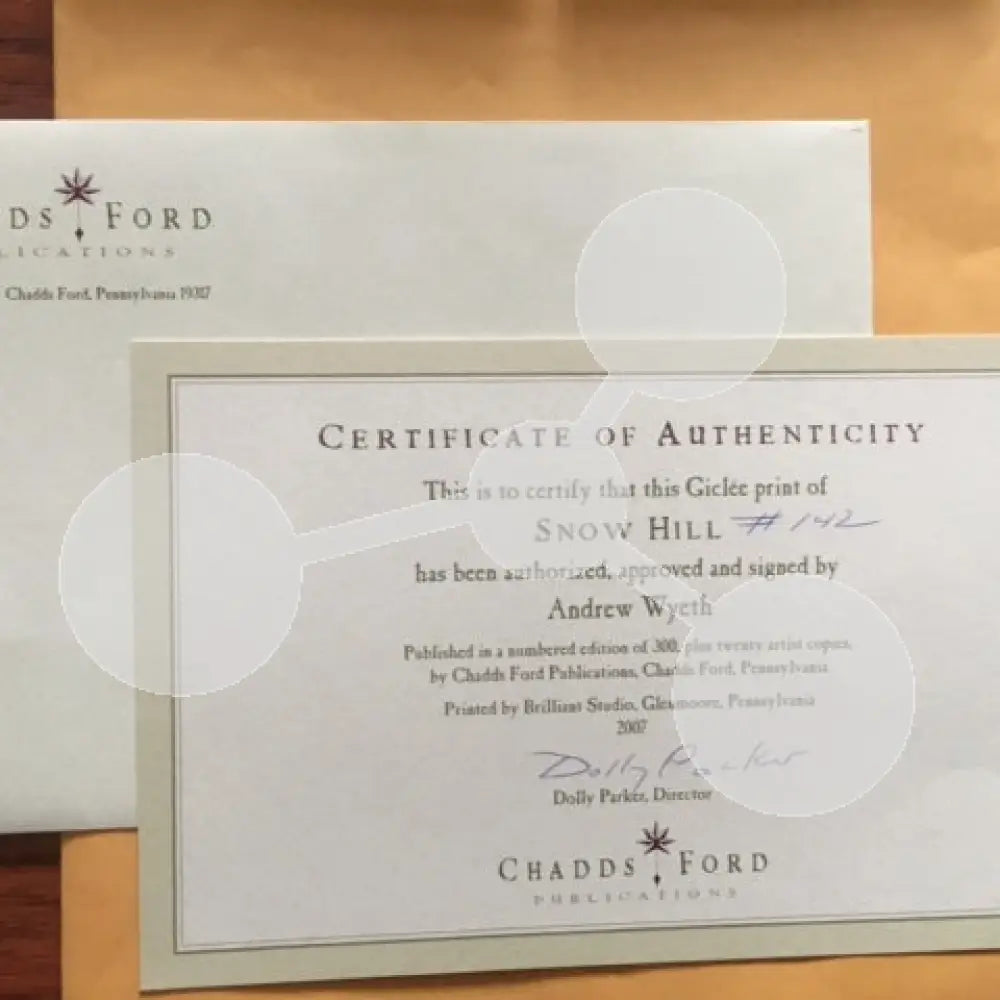 DS FORD
LICATIONS
Chadds Ford, Pennsylvania 19317
CERTIFICATE OF AUTHENTICITY
This is to certify that this Giclée print of
SNOW HILL # 142
has been authorized, approved and signed by
Andrew Wyeth
Published in a numbered edition of 300, plus twenty artist copies,
by Chadds Ford Publications, Chadds Ford, Pennsylvania
Printed by Brilliant Studio, Glenmoore, Pennsylvania
2007
Dolly Parker
Dolly Parker, Director
CHADDS FORD
PUBLICATIONS